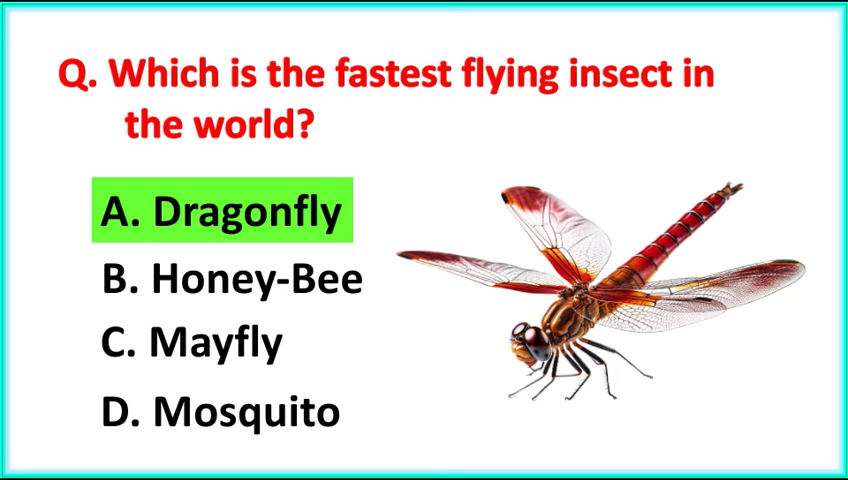 Q. Which is the fastest flying insect in
the world?
A. Dragonfly
B. Honey-Bee
C. Mayfly
D. Mosquito